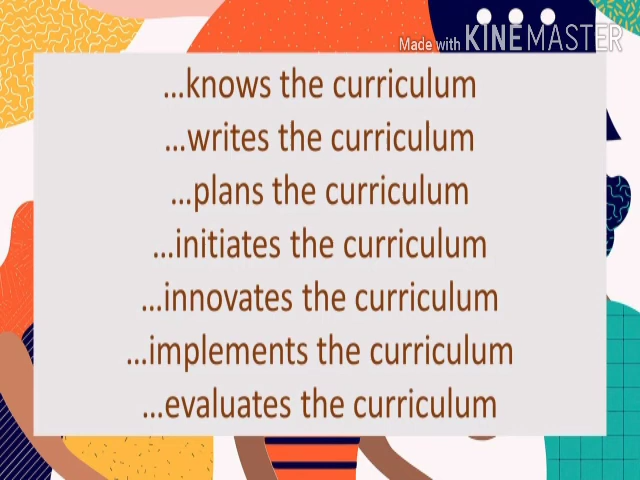 Made with KINEMASTER
...knows the curriculum
...writes the curriculum
...plans the curriculum
...initiates the curriculum
...innovates the curriculum
...implements the curriculum
...evaluates the curriculum